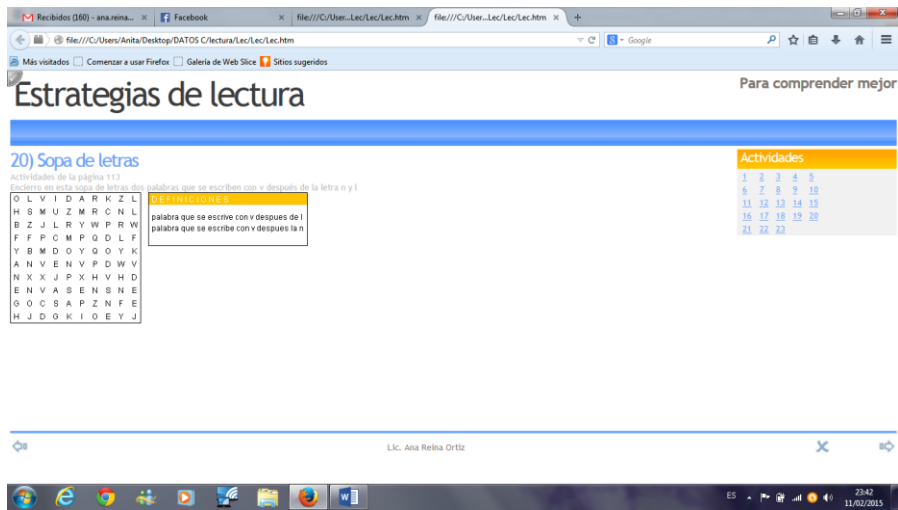 Recibidos (160) - ana.reina...
Facebook
file:///C:/User...Lec/Lec/Lec.htm
file:///C:/User...Lec/Lec/Lec.htm
file:///C:/Users/Anita/Desktop/DATOS C/lectura/Lec/Lec/Lec.htm
Google
Más visitados
Comenzar a usar Firefox
Galería de Web Slice
Sitios sugeridos
Estrategias de lectura
Para comprender mejor
20) Sopa de letras
Actividades de la página 113
Encierro en esta sopa de letras dos palabras que se escriben con v después de la letra n y l
O L V I D A R K Z L
H S M U Z M R C N L
B Z J L R Y W P R W
F F P C M P Q D L F
Y B M D O Y Q O Y K
A N V E N V P D W V
N X X J P X H V H D
E N V A S E N S N E
G O C S A P Z N F E
H J D G K I O E Y J
DEFINICIONES
palabra que se escrive con v despues de l
palabra que se escribe con v despues la n
Actividades
1 2 3 4 5
6 7 8 9 10
11 12 13 14 15
16 17 18 19 20
21 22 23
Lic. Ana Reina Ortiz
ES
23:42
11/02/2015